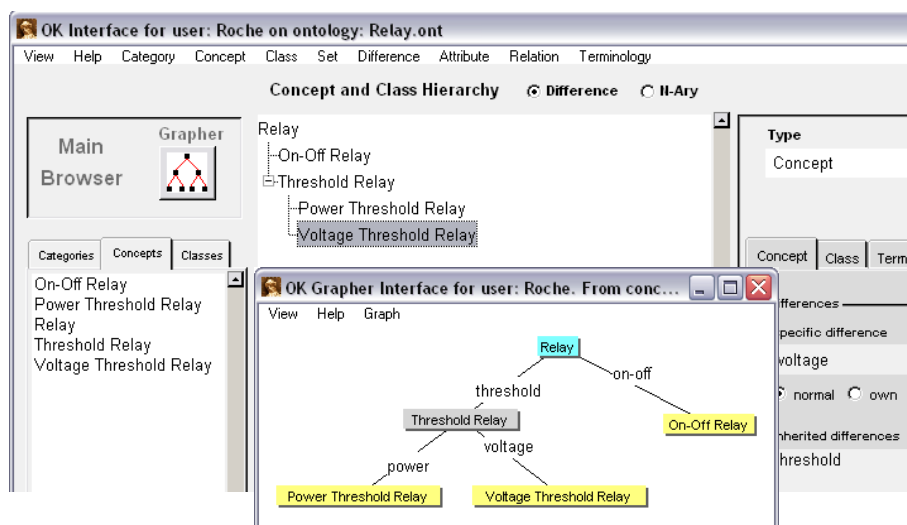 OK Interface for user: Roche on ontology: Relay.ont
View Help Category Concept Class Set Difference Attribute Relation Terminology
Concept and Class Hierarchy Difference N-Ary
Main Browser
Grapher
Categories Concepts Classes
On-Off Relay
Power Threshold Relay
Relay
Threshold Relay
Voltage Threshold Relay
Relay
On-Off Relay
Threshold Relay
Power Threshold Relay
Voltage Threshold Relay
Type
Concept
Concept Class Term
fferences
pecific difference
voltage
normal own
nherited differences
hreshold
OK Grapher Interface for user: Roche. From conc...
View Help Graph
Relay
threshold
on-off
Threshold Relay
On-Off Relay
power
voltage
Power Threshold Relay
Voltage Threshold Relay